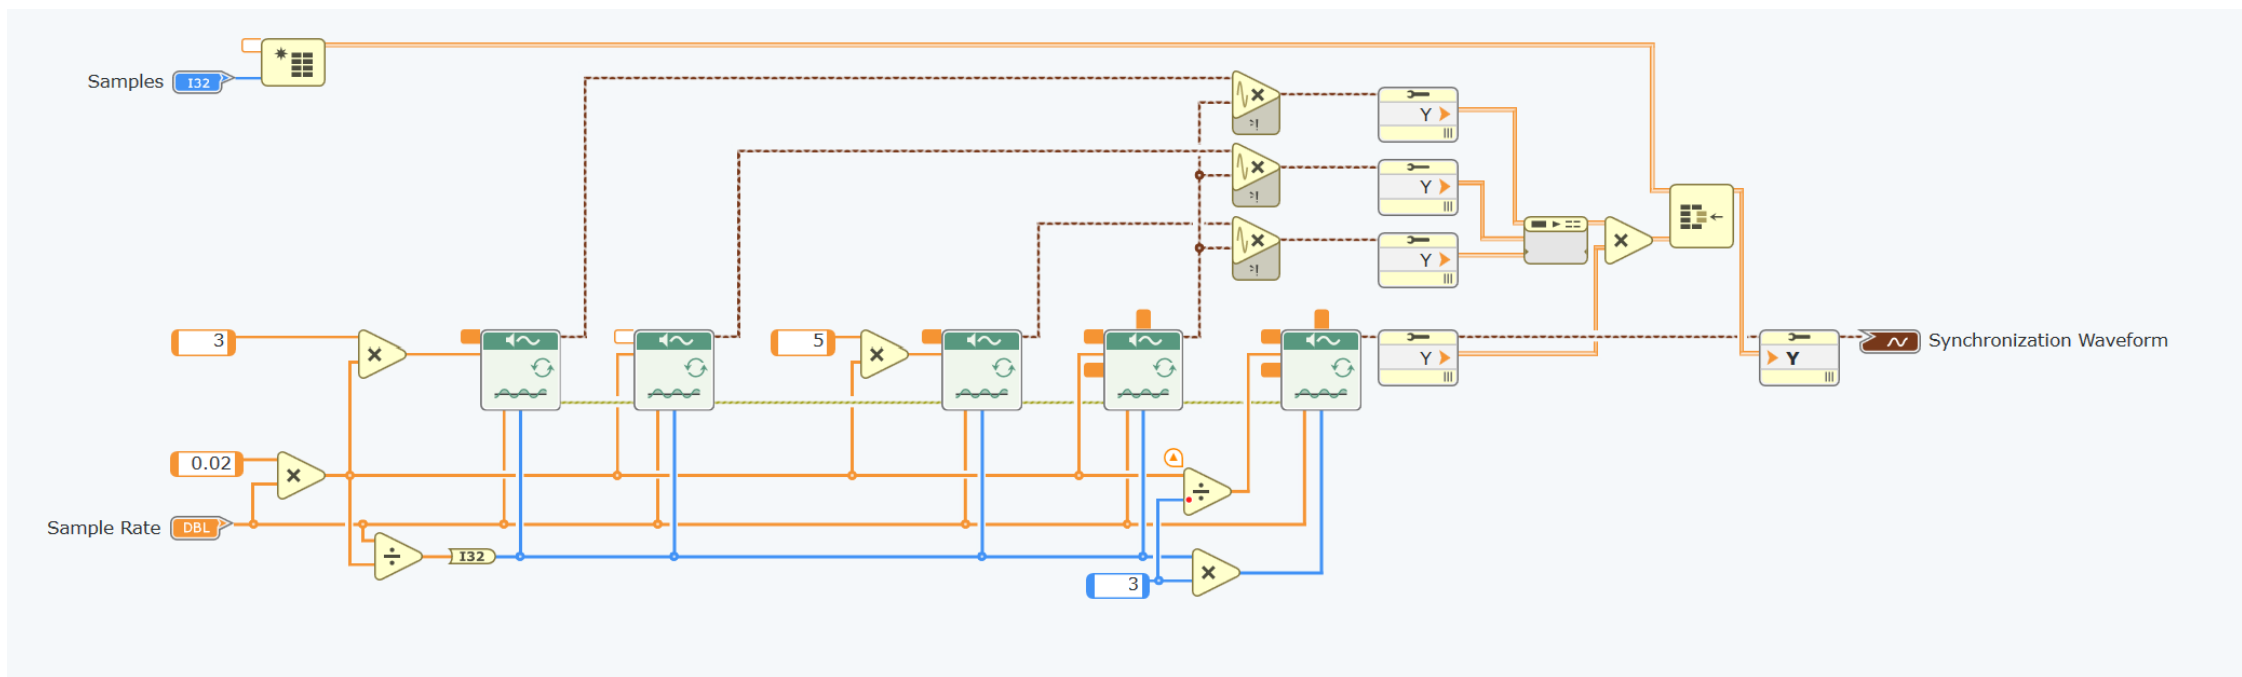 Samples
I32
Y
Y
Y
3
5
Y
Y
Synchronization Waveform
0.02
Sample Rate
DBL
I32
3